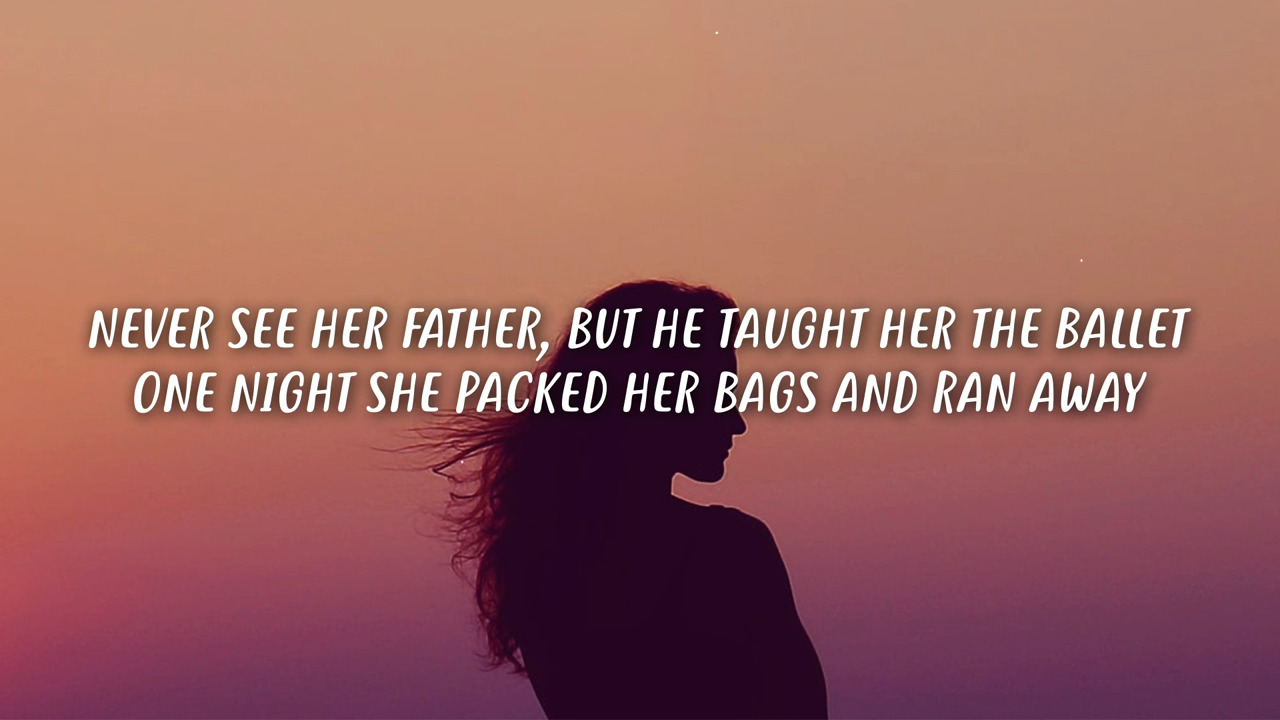 NEVER SEE HER FATHER, BUT HE TAUGHT HER THE BALLET
ONE NIGHT SHE PACKED HER BAGS AND RAN AWAY